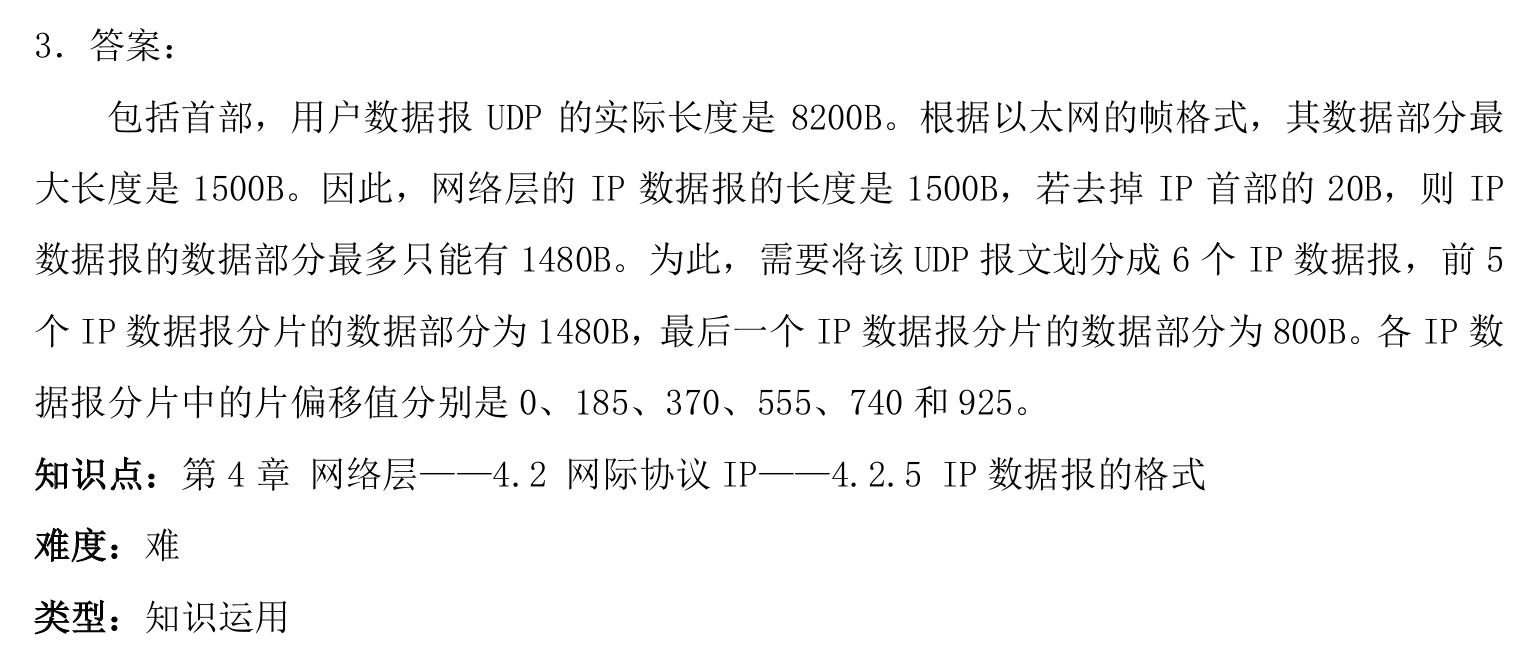 3. 答案：
包括首部，用户数据报 UDP 的实际长度是 8200B。根据以太网的帧格式，其数据部分最
大长度是 1500B。因此，网络层的 IP 数据报的长度是 1500B，若去掉 IP 首部的 20B，则 IP
数据报的数据部分最多只能有 1480B。为此，需要将该 UDP 报文划分成 6 个 IP 数据报，前 5
个 IP 数据报分片的数据部分为 1480B，最后一个 IP 数据报分片的数据部分为 800B。各 IP 数
据报分片中的片偏移值分别是 0、185、370、555、740 和 925。
知识点：第 4 章 网络层——4.2 网际协议 IP——4.2.5 IP 数据报的格式
难度：难
类型：知识运用